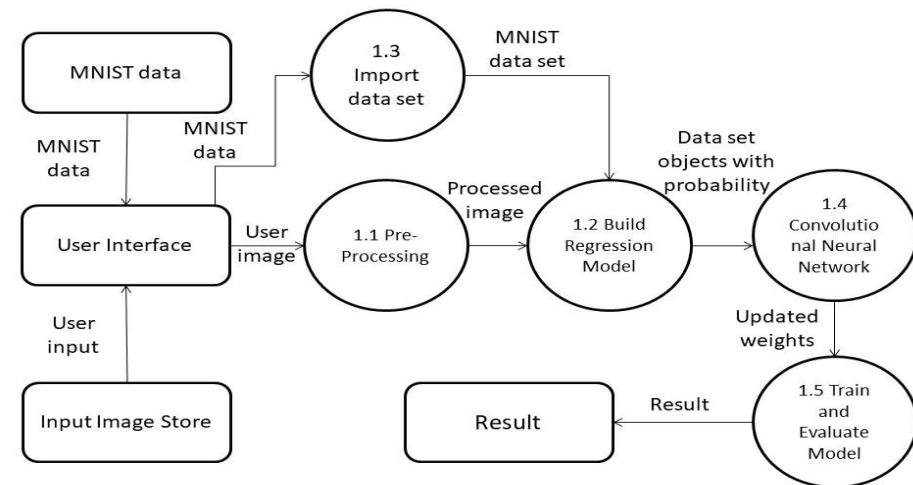 MNIST data
1.3
Import
data set
MNIST
data set
MNIST
data
MNIST
data
Data set
objects with
probability
User Interface
User
image
1.1 Pre-
Processing
Processed
image
1.2 Build
Regression
Model
1.4
Convolutio
nal Neural
Network
User
input
Updated
weights
Input Image Store
Result
Result
1.5 Train
and
Evaluate
Model